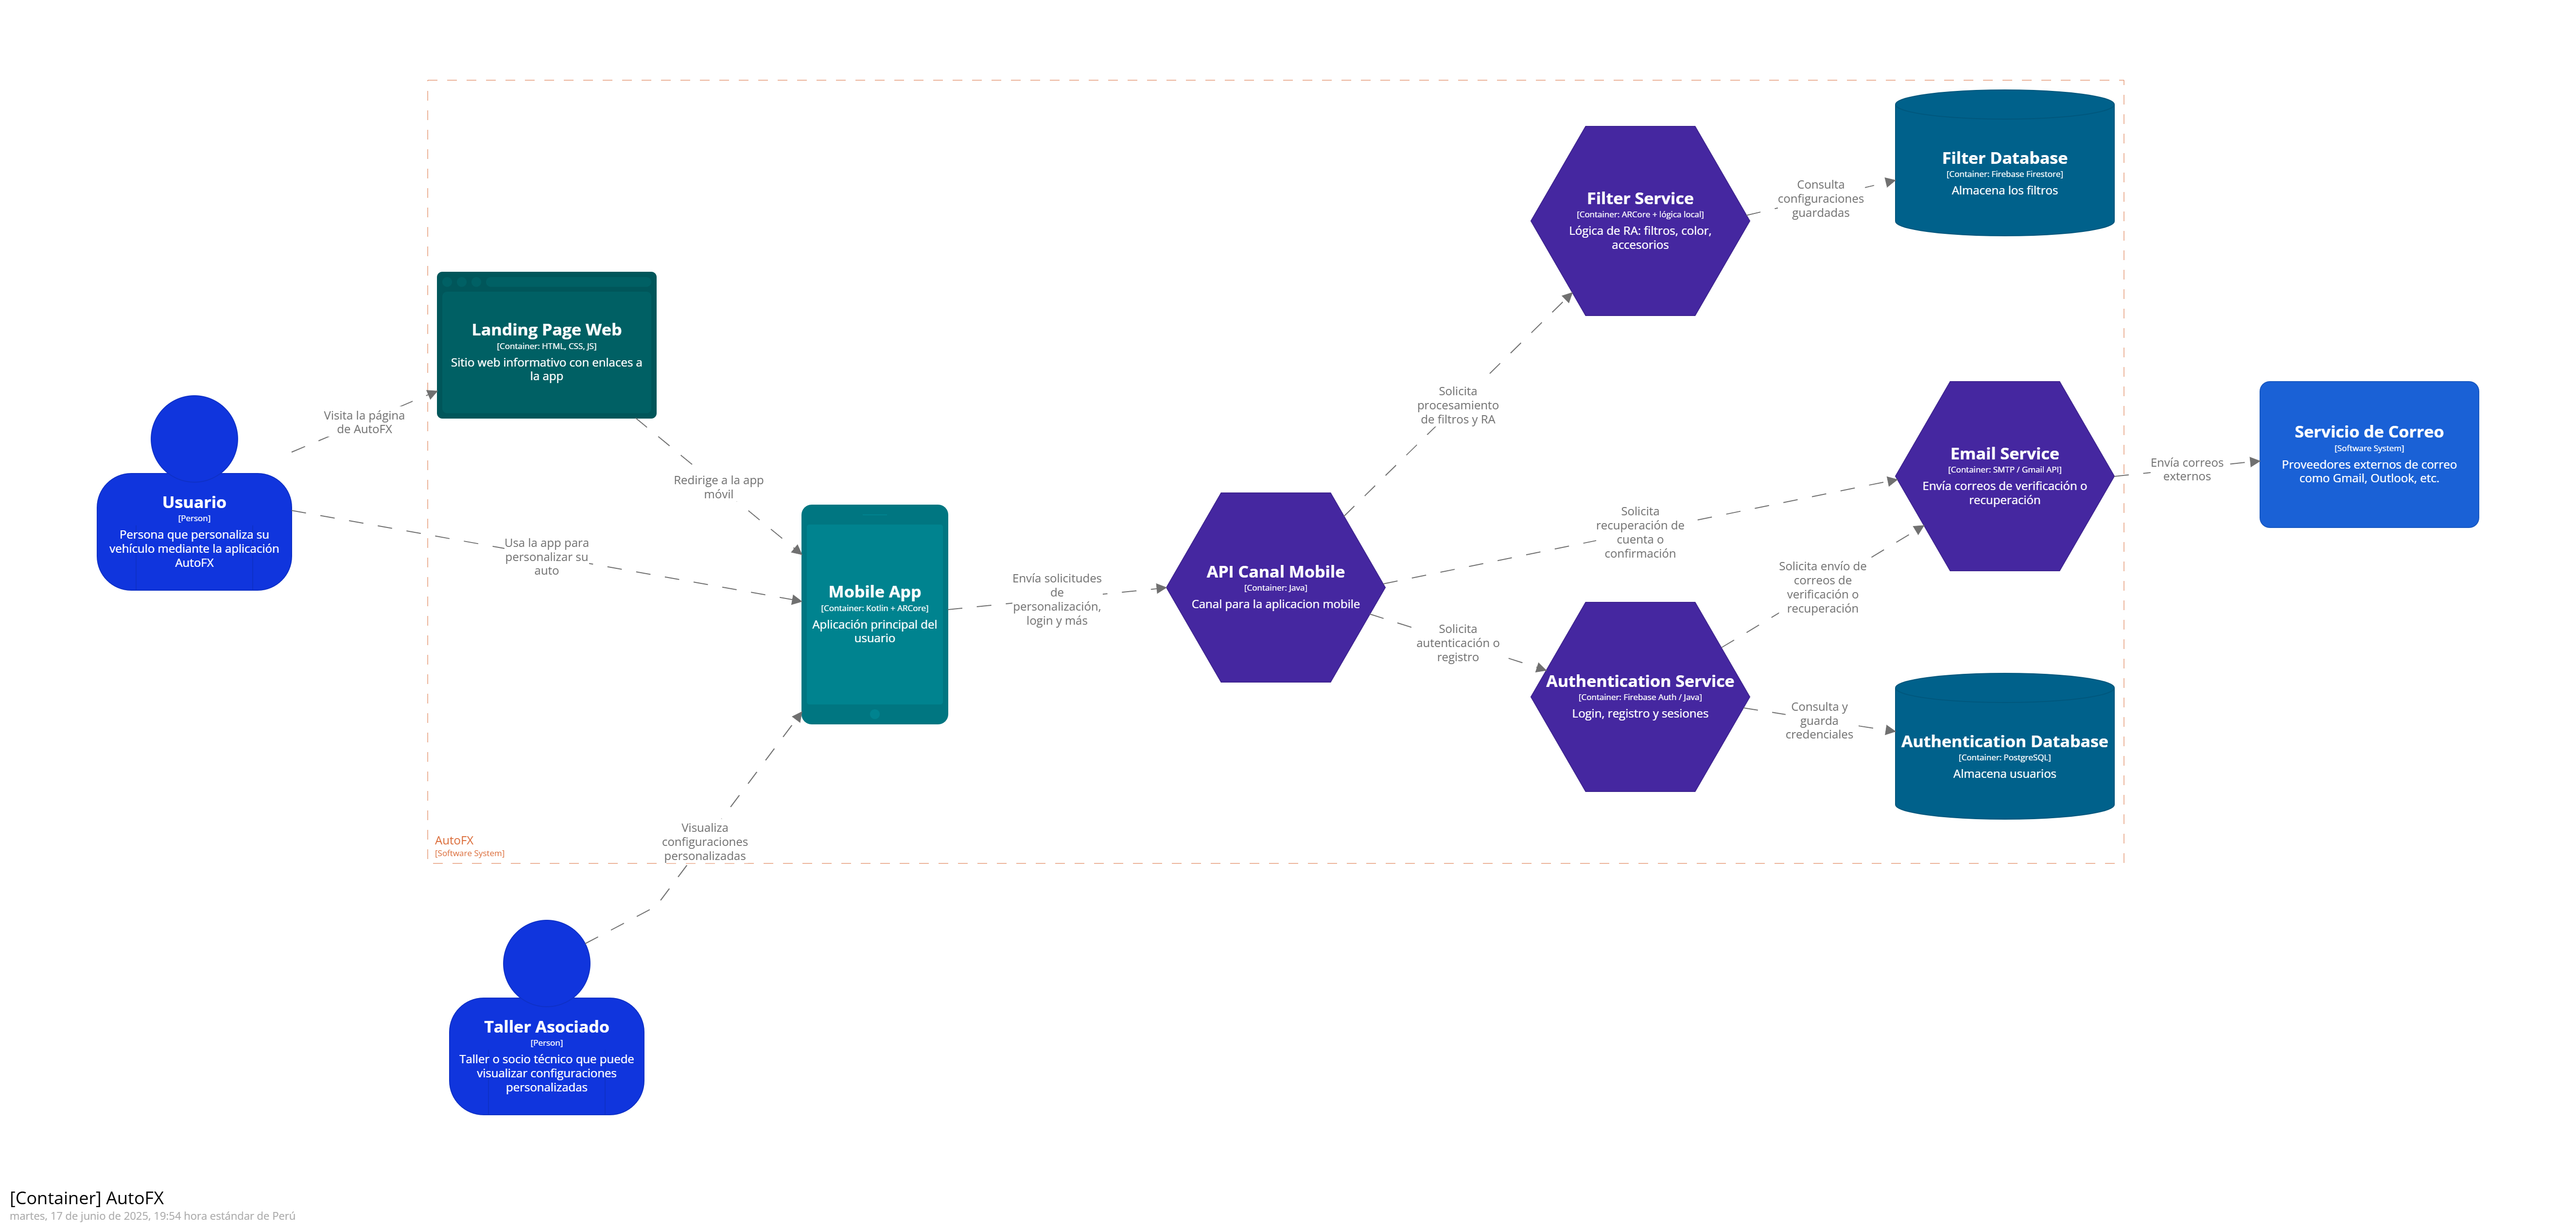 Filter Database
[Container: Firebase Firestore]
Almacena los filtros
Filter Service
[Container: ARCore + lógica local]
Lógica de RA: filtros, color,
accesorios
Consulta
configuraciones
guardadas
Landing Page Web
[Container: HTML, CSS, JS]
Sitio web informativo con enlaces a
la app
Visita la página
de AutoFX
Solicita
procesamiento
de filtros y RA
Email Service
[Container: SMTP / Gmail API]
Envía correos de verificación o
recuperación
Envía correos
externos
Servicio de Correo
[Software System]
Proveedores externos de correo
como Gmail, Outlook, etc.
Usuario
[Person]
Persona que personaliza su
vehículo mediante la aplicación
AutoFX
Redirige a la app
móvil
Usa la app para
personalizar su
auto
Mobile App
[Container: Kotlin + ARCore]
Aplicación principal del
usuario
Envía solicitudes
de
personalización,
login y más
API Canal Mobile
[Container: Java]
Canal para la aplicacion mobile
Solicita
recuperación de
cuenta o
confirmación
Solicita envío de
correos de
verificación o
recuperación
Solicita
autenticación o
registro
Authentication Service
[Container: Firebase Auth / Java]
Login, registro y sesiones
Consulta y
guarda
credenciales
Authentication Database
[Container: PostgreSQL]
Almacena usuarios
Visualiza
configuraciones
personalizadas
AutoFX
[Software System]
Taller Asociado
[Person]
Taller o socio técnico que puede
visualizar configuraciones
personalizadas
[Container] AutoFX
martes, 17 de junio de 2025, 19:54 hora estándar de Perú